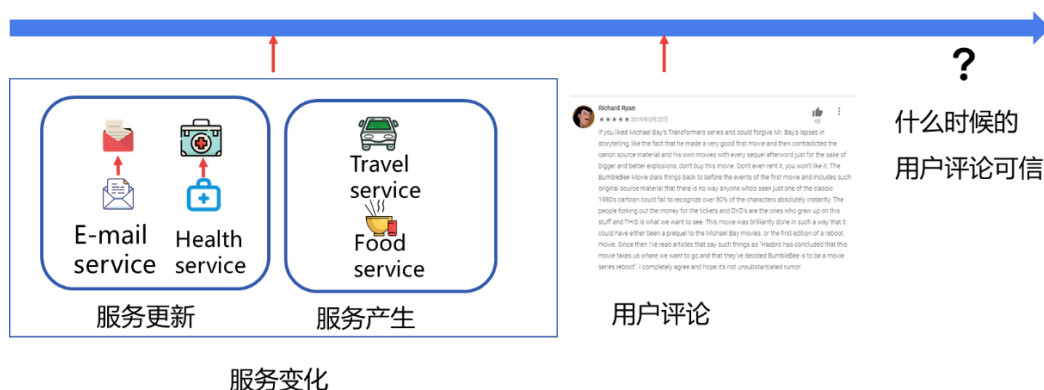 ?
什么时候的
用户评论可信
E-mail
service
Health
service
服务更新
Travel
service
Food
service
服务产生
服务变化
Richard Ryan
★★★★★ 2019年3月22日
If you liked Michael Bay's Transformers series and could forgive Mr. Bay's lapses in
storytelling, like the fact that he made a very good first movie and then contradicted the
canon source material and his own movies with every sequel afterword just for the sake of
bigger and better explosions, don't buy this movie. Don't even rent it, you won't like it. The
BumbleBee Movie dials things back to before the events of the first movie and includes such
original source material that there is no way anyone who's seen just one of the classic
1980's cartoon could fail to recognize over 80% of the characters absolutely instantly. The
people forking out the money for the tickets and DVD's are the ones who grew up on this
stuff and THIS is what we want to see. This movie was brilliantly done in such a way that it
could have either been a prequel to the Michael Bay movies, or the first edition of a reboot
movie. Since then I've read articles that say such things as "Hasbro has concluded that this
movie takes us where we want to go and that they've decided BumbleBee is to be a movie
series reboot". I completely agree and hope it's not unsubstantiated rumor.
用户评论